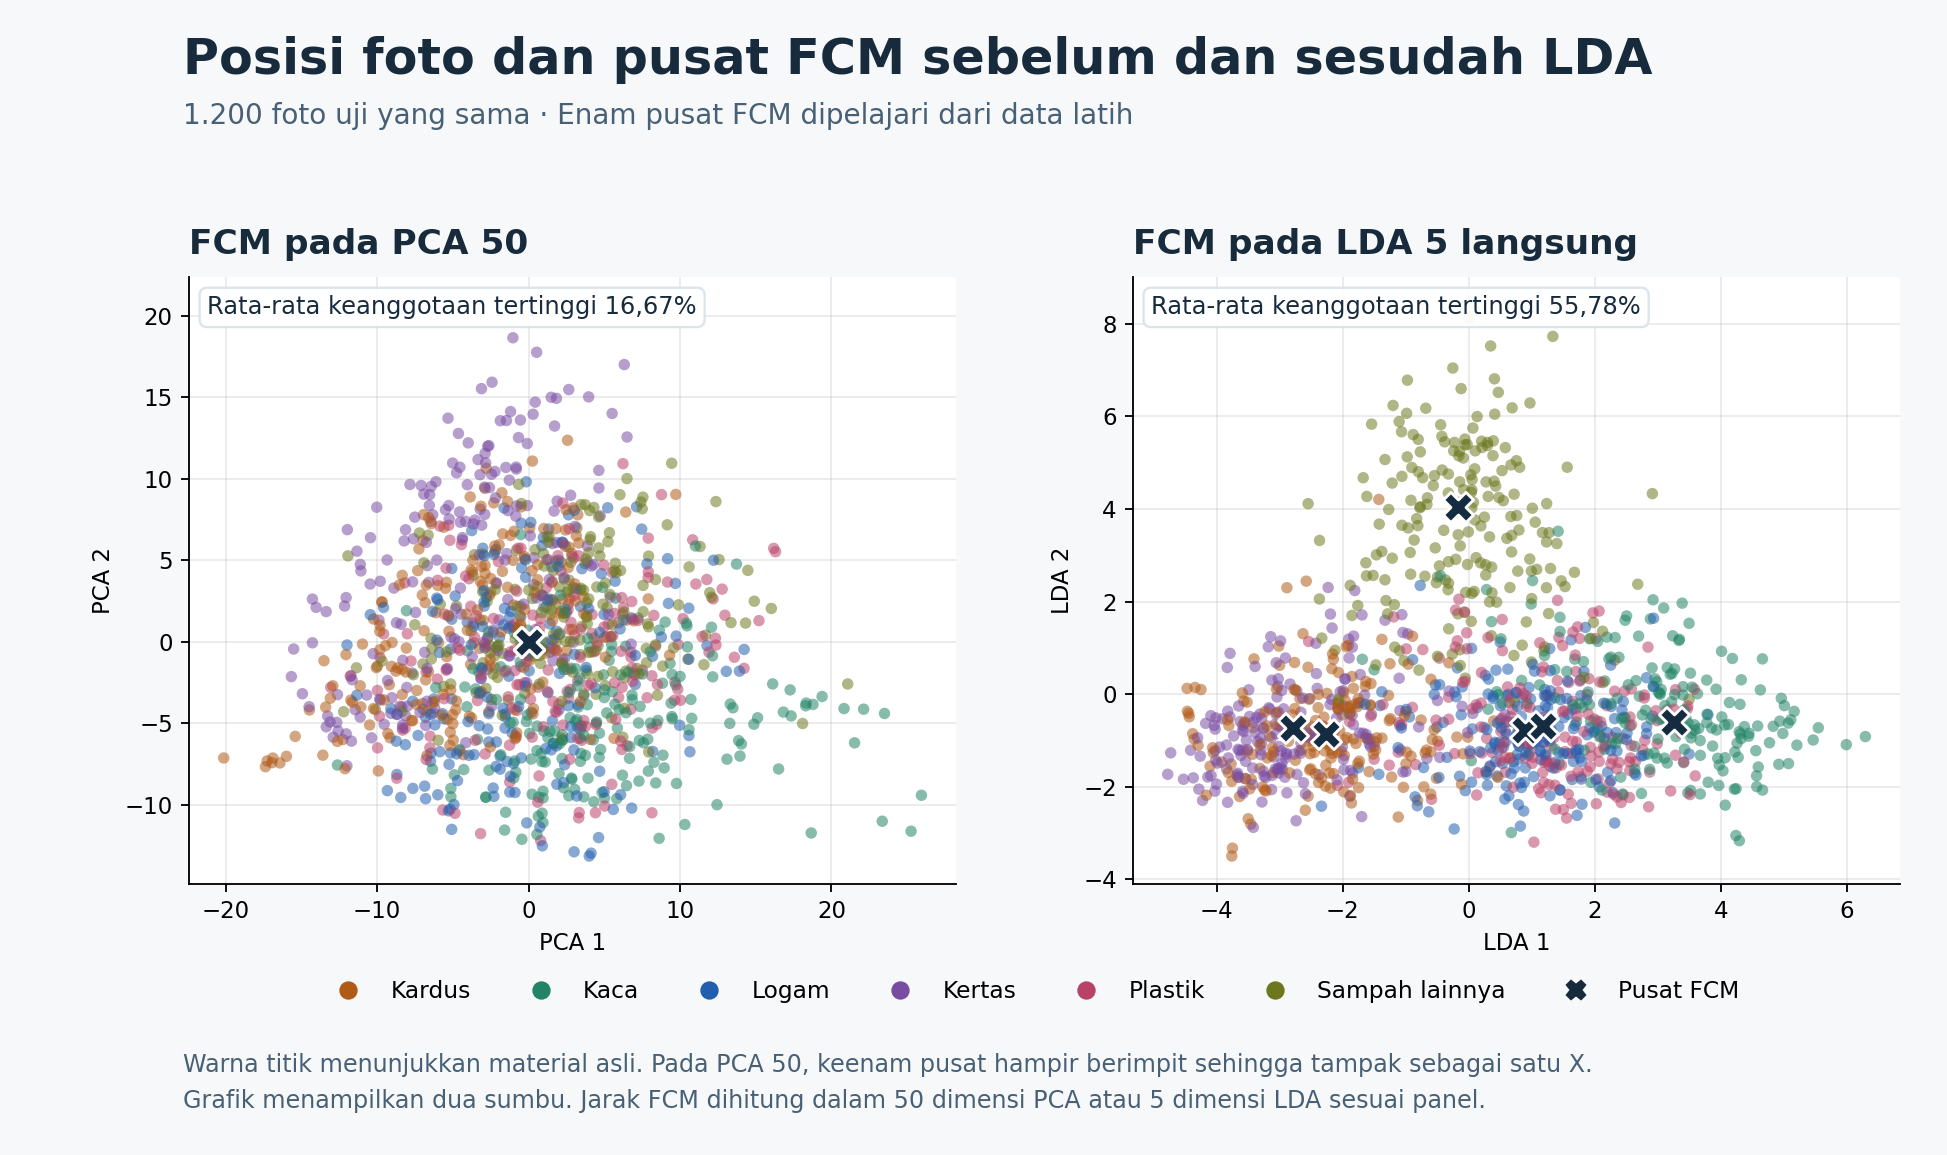 Posisi foto dan pusat FCM sebelum dan sesudah LDA
1.200 foto uji yang sama · Enam pusat FCM dipelajari dari data latih
FCM pada PCA 50
Rata-rata keanggotaan tertinggi 16,67%
20
15
10
5
0
−5
−10
PCA 2
−20
−10
0
10
20
PCA 1
FCM pada LDA 5 langsung
Rata-rata keanggotaan tertinggi 55,78%
8
6
4
2
0
−2
−4
LDA 2
−4
−2
0
2
4
6
LDA 1
Kardus
Kaca
Logam
Kertas
Plastik
Sampah lainnya
Pusat FCM
Warna titik menunjukkan material asli. Pada PCA 50, keenam pusat hampir berimpit sehingga tampak sebagai satu X.
Grafik menampilkan dua sumbu. Jarak FCM dihitung dalam 50 dimensi PCA atau 5 dimensi LDA sesuai panel.